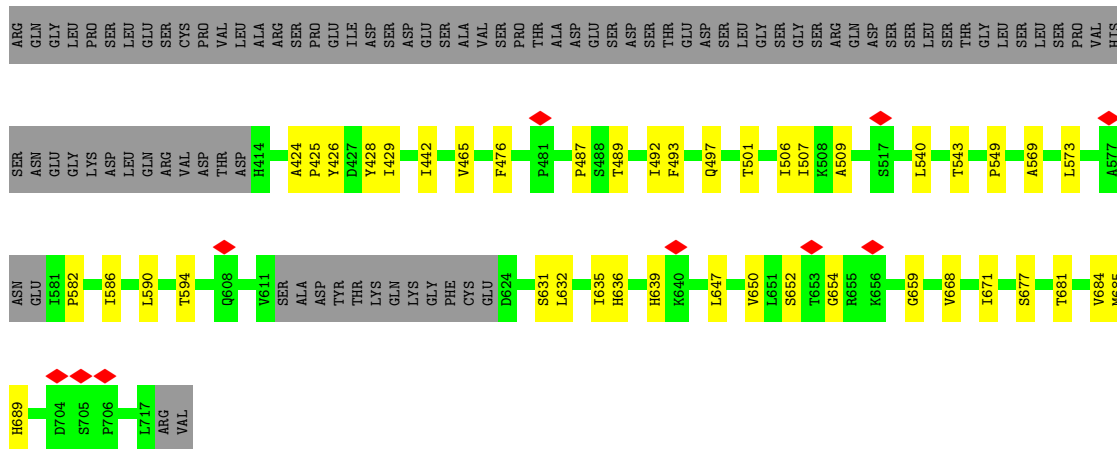 ARG GLN GLY LEU PRO SER LEU GLU SER CYS PRO VAL LEU ALA ARG SER PRO GLU ILE ASP SER ASP GLU SER ALA VAL SER PRO THR ALA ASP GLU SER ASP SER THR GLU ASP SER LEU GLY SER GLY SER ARG GLN ASP SER SER LEU SER THR GLY LEU SER LEU SER PRO VAL HIS
SER ASN GLU GLY LYS ASP LEU GLN ARG VAL ASP THR ASP H414 A424 P425 Y426 D427 Y428 I429 I442 V465 F476 P481 P487 S488 T489 I492 F493 Q497 T501 I506 I507 K508 A509 S517 L540 T543 P549 A569 L573 A577
ASN GLU I581 P582 I586 L590 T594 Q608 V611 SER ALA ASP TYR THR LYS GLN LYS GLY PHE CYS GLU D624 S631 L632 I635 H636 H639 K640 L647 V650 L651 S652 T653 G654 R655 K656 G659 V668 I671 S677 T681 V684 M685
H689 D704 S705 P706 L717 ARG VAL